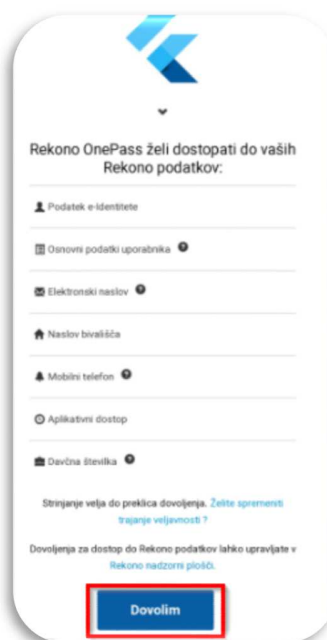 Rekono OnePass želi dostopati do vaših
Rekono podatkov:
Podatek e-Identitete
Osnovni podatki uporabnika
Elektronski naslov
Naslov bivališča
Mobilni telefon
Aplikativni dostop
Davčna številka
Strinjanje velja do preklica dovoljenja. Želite spremeniti
trajanje veljavnosti ?
Dovoljenja za dostop do Rekono podatkov lahko upravljate v
Rekono nadzorni plošči.
Dovolim